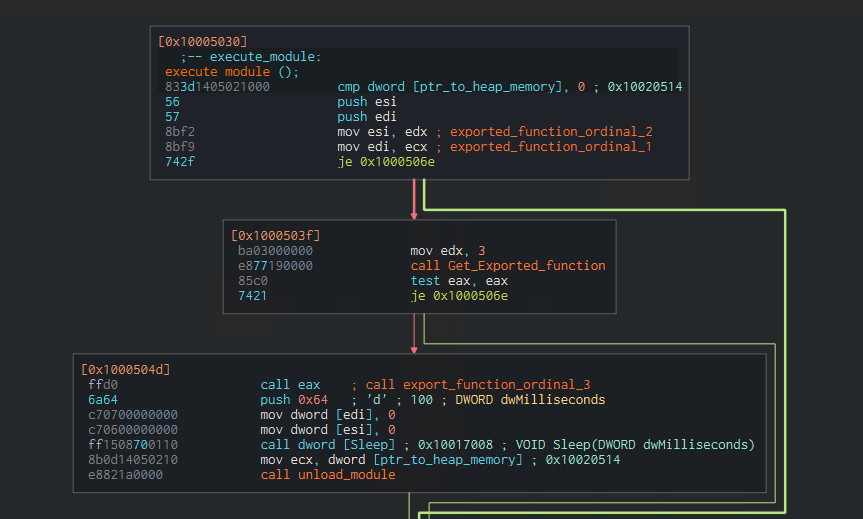 [0x10005030]
;-- execute_module:
execute module ();
833d1405021000 cmp dword [ptr_to_heap_memory], 0 ; 0x10020514
56 push esi
57 push edi
8bf2 mov esi, edx ; exported_function_ordinal_2
8bf9 mov edi, ecx ; exported_function_ordinal_1
742f je 0x1000506e
[0x1000503f]
ba03000000 mov edx, 3
e877190000 call Get_Exported_function
85c0 test eax, eax
7421 je 0x1000506e
[0x1000504d]
ffd0 call eax ; call export_function_ordinal_3
6a64 push 0x64 ; 'd' ; 100 ; DWORD dwMilliseconds
c70700000000 mov dword [edi], 0
c70600000000 mov dword [esi], 0
ff1508700110 call dword [Sleep] ; 0x10017008 ; VOID Sleep(DWORD dwMilliseconds)
8b0d14050210 mov ecx, dword [ptr_to_heap_memory] ; 0x10020514
e8821a0000 call unload_module